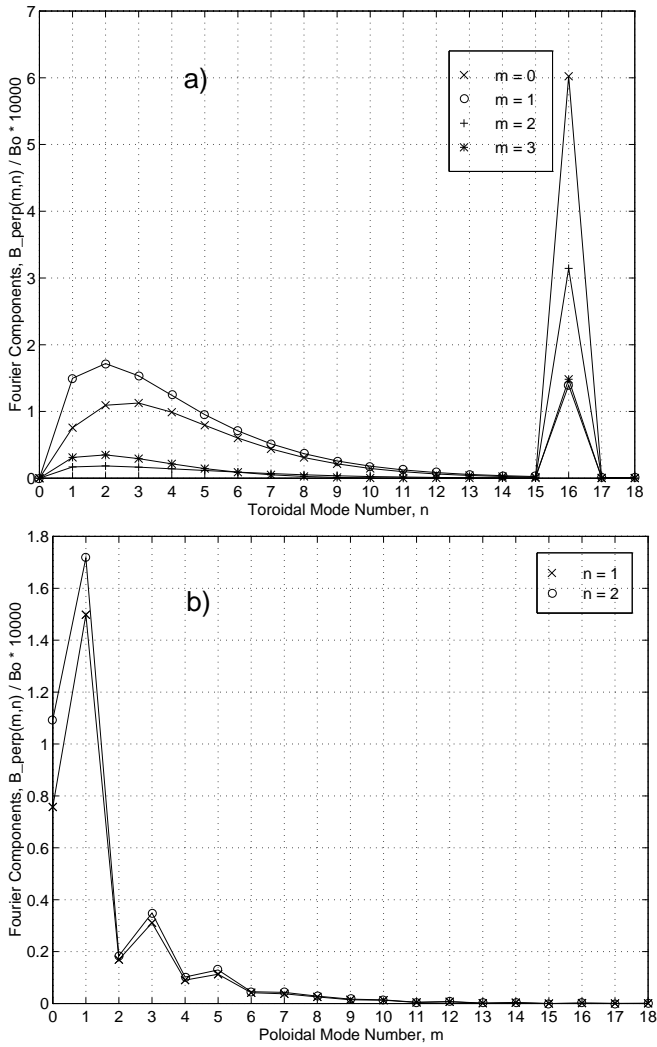 7
6
5
4
3
2
1
0
a)
m = 0
m = 1
m = 2
m = 3
Fourier Components, B_perp(m,n) / Bo * 10000
0 1 2 3 4 5 6 7 8 9 10 11 12 13 14 15 16 17 18
Toroidal Mode Number, n
1.8
1.6
1.4
1.2
1
0.8
0.6
0.4
0.2
0
b)
n = 1
n = 2
Fourier Components, B_perp(m,n) / Bo * 10000
0 1 2 3 4 5 6 7 8 9 10 11 12 13 14 15 16 17 18
Poloidal Mode Number, m